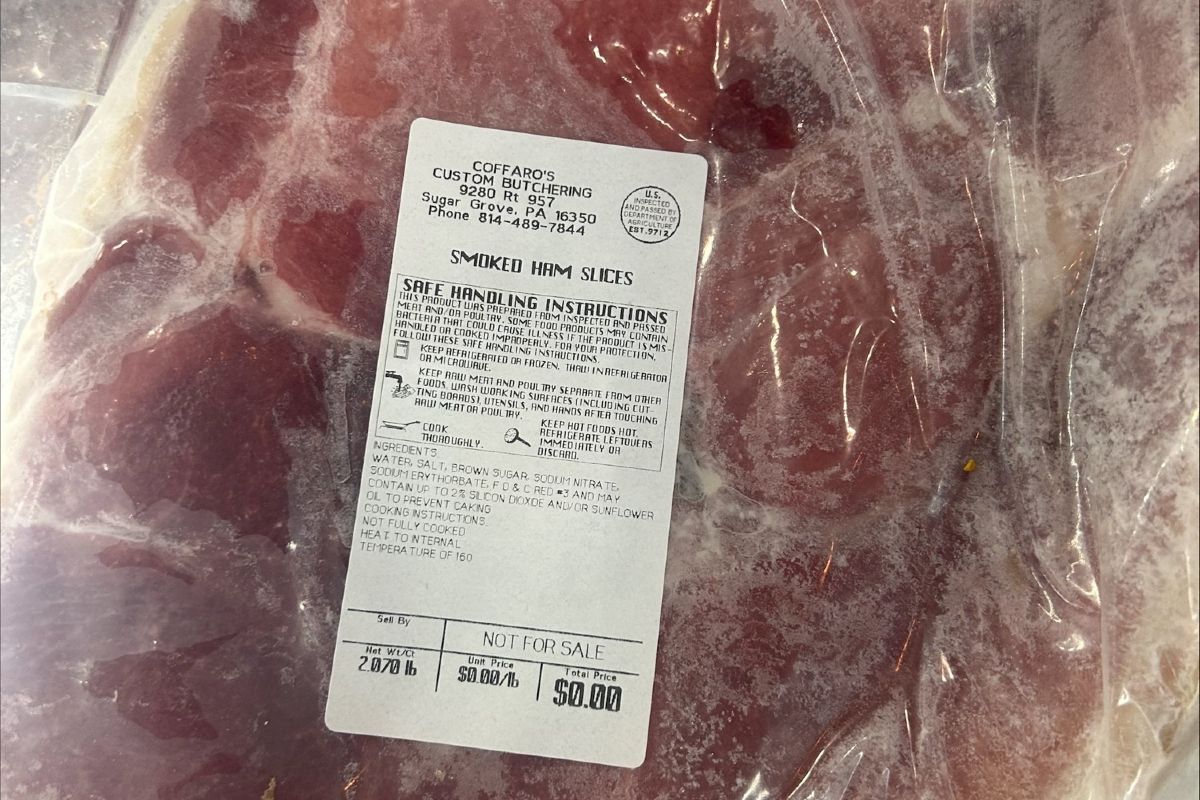 COFFARO'S
CUSTOM BUTCHERING
9280 Rt 957
Sugar Grove, PA 16350
Phone 814-489-7844
U.S.
INSPECTED
AND PASSED BY
DEPARTMENT OF
AGRICULTURE
EST.9712
SMOKED HAM SLICES
SAFE HANDLING INSTRUCTIONS
THIS PRODUCT WAS PREPARED FROM INSPECTED AND PASSED
MEAT AND/OR POULTRY. SOME FOOD PRODUCTS MAY CONTAIN
BACTERIA THAT COULD CAUSE ILLNESS IF THE PRODUCT IS MIS-
HANDLED OR COOKED IMPROPERLY. FOR YOUR PROTECTION,
FOLLOW THESE SAFE HANDLING INSTRUCTIONS.
KEEP REFRIGERATED OR FROZEN. THAW IN REFRIGERATOR
OR MICROWAVE.
KEEP RAW MEAT AND POULTRY SEPARATE FROM OTHER
FOODS. WASH WORKING SURFACES (INCLUDING CUT-
TING BOARDS), UTENSILS, AND HANDS AFTER TOUCHING
RAW MEAT OR POULTRY.
COOK
THOROUGHLY.
KEEP HOT FOODS HOT.
REFRIGERATE LEFTOVERS
IMMEDIATELY OR
DISCARD.
INGREDIENTS
WATER, SALT, BROWN SUGAR, SODIUM NITRATE,
SODIUM ERYTHORBATE, F D & C RED #3 AND MAY
CONTAIN UP TO 2% SILICON DIOXDE AND/OR SUNFLOWER
OIL TO PREVENT CAKING
COOKING INSTRUCTIONS:
NOT FULLY COOKED
HEAT TO INTERNAL
TEMPERATURE OF 160
Sell By
NOT FOR SALE
Net Wt/Ct
2.070 lb
Unit Price
$0.00/lb
Total Price
$0.00